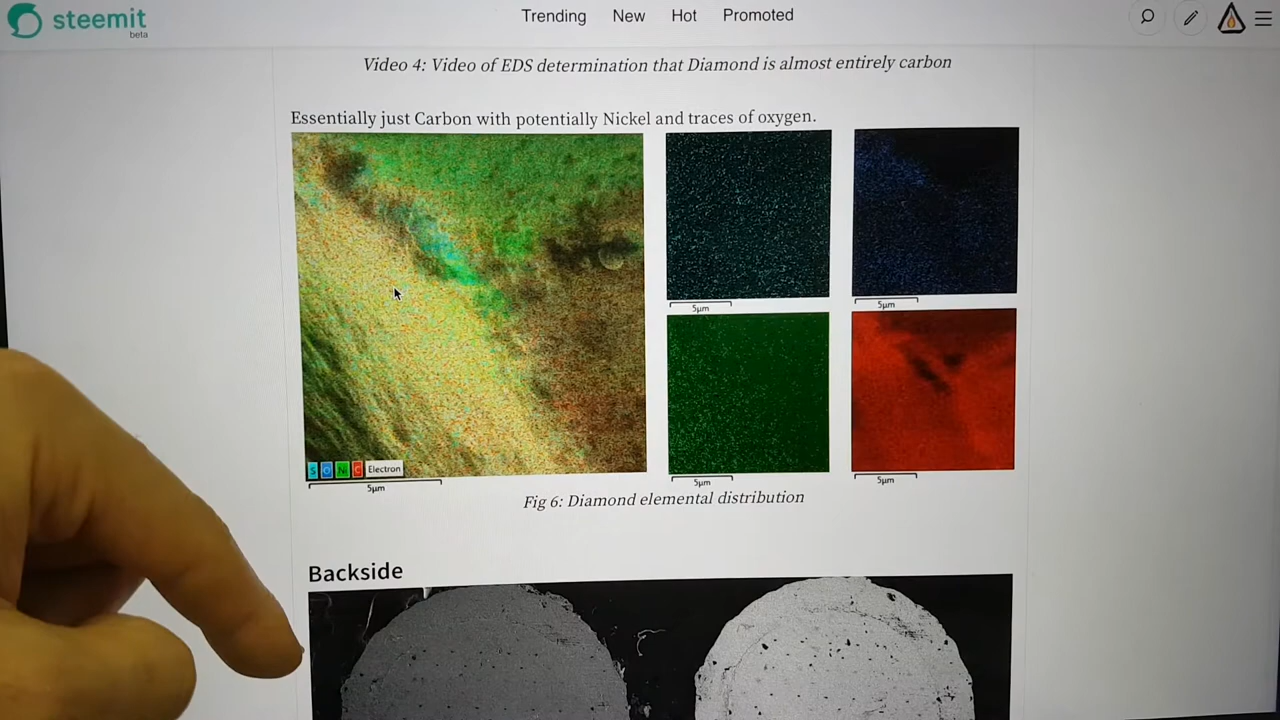 steemit
beta
Trending New Hot Promoted
Video 4: Video of EDS determination that Diamond is almost entirely carbon
Essentially just Carbon with potentially Nickel and traces of oxygen.
5μm
5μm
S O Ni C Electron
5μm
5μm
5μm
Fig 6: Diamond elemental distribution
Backside